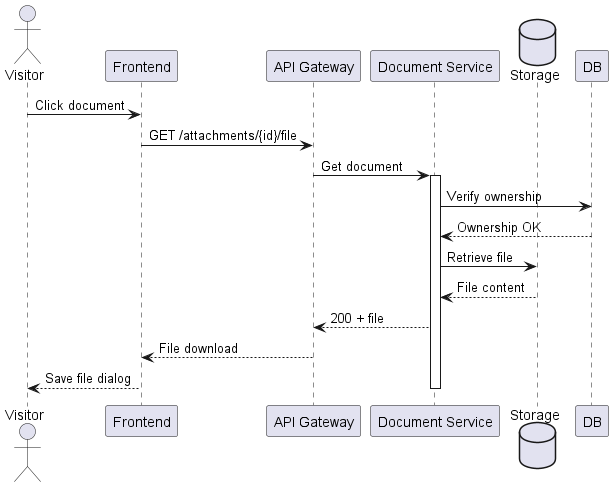 Visitor
Frontend
API Gateway
Document Service
Storage
DB
Click document
GET /attachments/{id}/file
Get document
Verify ownership
Ownership OK
Retrieve file
File content
200 + file
File download
Save file dialog
Visitor
Frontend
API Gateway
Document Service
Storage
DB